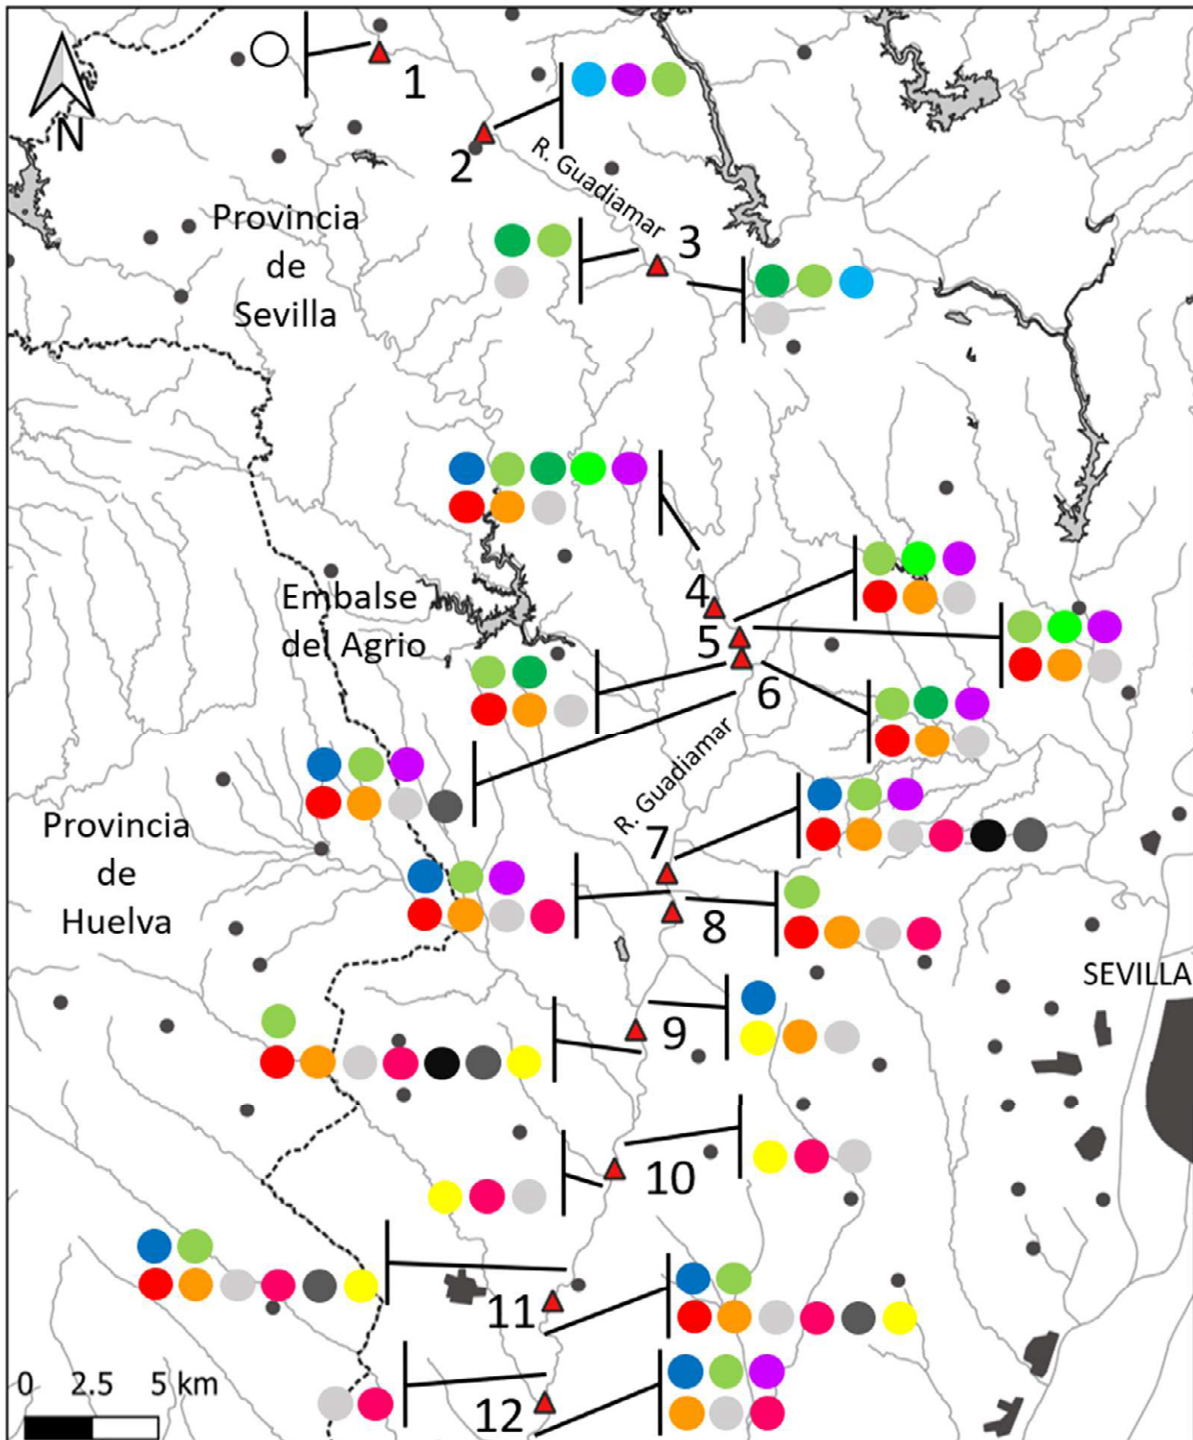 1
N
2
R. Guadiamar
Provincia
de
Sevilla
3
Embalse
del Agrio
4
5
6
R. Guadiamar
Provincia
de
Huelva
7
8
SEVILLA
9
10
11
0 2.5 5 km
12